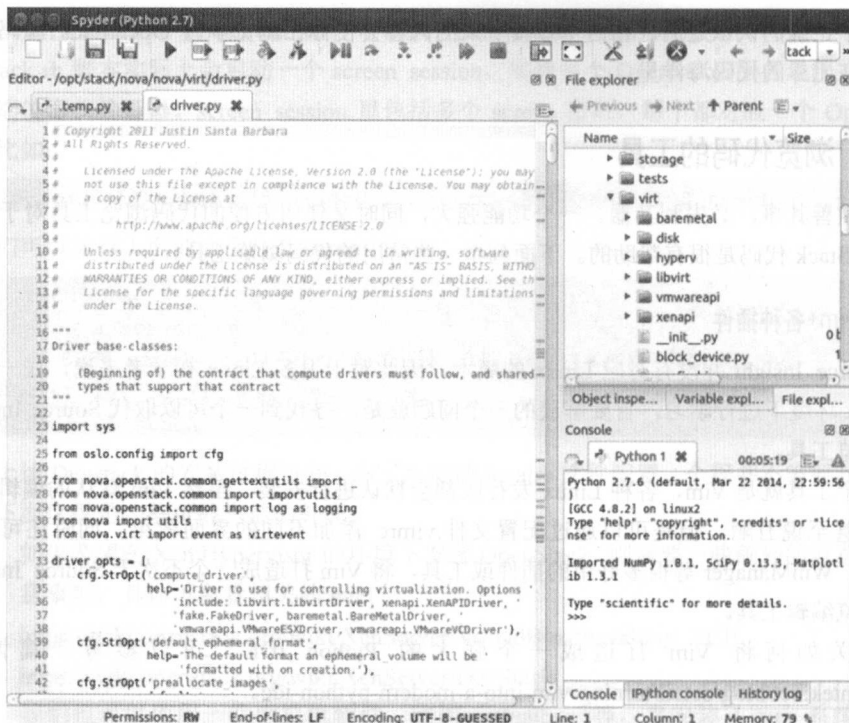 Spyder (Python 2.7)
tack
Editor - /opt/stack/nova/nova/virt/driver.py
temp.py
driver.py
1 # Copyright 2011 Justin Santa Barbara
2 # All Rights Reserved.
3 #
4 # Licensed under the Apache License, Version 2.0 (the "License"); you may
5 # not use this file except in compliance with the License. You may obtain
6 # a copy of the License at
7 #
8 # http://www.apache.org/licenses/LICENSE-2.0
9 #
10 # Unless required by applicable law or agreed to in writing, software
11 # distributed under the License is distributed on an "AS IS" BASIS, WITHO
12 # WARRANTIES OR CONDITIONS OF ANY KIND, either express or implied. See th
13 # License for the specific language governing permissions and limitations
14 # under the License.
15
16 """
17 Driver base-classes:
18
19 (Beginning of) the contract that compute drivers must follow, and shared
20 types that support that contract
21 """
22
23 import sys
24
25 from oslo.config import cfg
26
27 from nova.openstack.common.gettextutils import _
28 from nova.openstack.common import importutils
29 from nova.openstack.common import log as logging
30 from nova import utils
31 from nova.virt import event as virtevent
32
33 driver_opts = [
34 cfg.StrOpt('compute_driver',
35 help='Driver to use for controlling virtualization. Options '
36 'include: libvirt.LibvirtDriver, xenapi.XenAPIDriver, '
37 'fake.FakeDriver, baremetal.BareMetalDriver, '
38 'vmwareapi.VMwareESXDriver, vmwareapi.VMwareVCDriver'),
39 cfg.StrOpt('default_ephemeral_format',
40 help='The default format an ephemeral_volume will be '
41 'formatted with on creation.'),
42 cfg.StrOpt('preallocate_images',
File explorer
Previous Next Parent
Name Size
storage
tests
virt
baremetal
disk
hyperv
libvirt
vmwareapi
xenapi
__init__.py 0 b
block_device.py 1
Object inspe... Variable expl... File expl...
Console
Python 1 00:05:19
Python 2.7.6 (default, Mar 22 2014, 22:59:56
[GCC 4.8.2] on linux2
Type "help", "copyright", "credits" or "lice
nse" for more information.
Imported NumPy 1.8.1, SciPy 0.13.3, Matplotl
ib 1.3.1
Type "scientific" for more details.
>>>
Console IPython console History log
Permissions: RW End-of-lines: LF Encoding: UTF-8-GUESSED Line: 1 Column: 1 Memory: 79 %